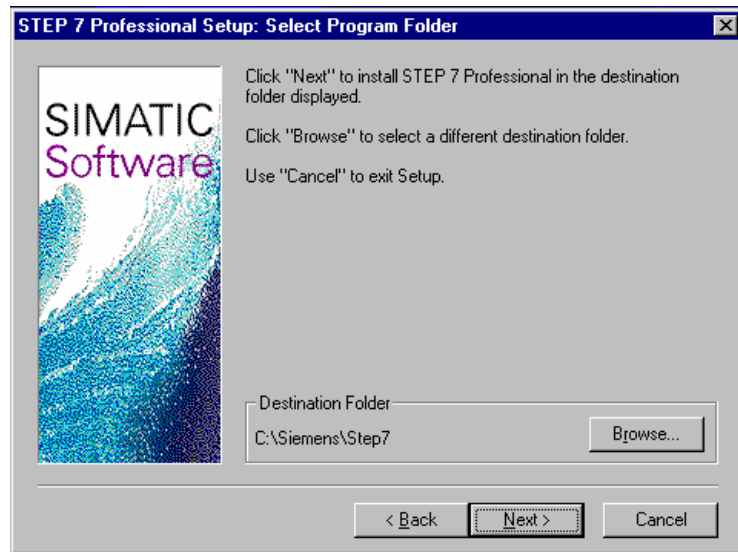 STEP 7 Professional Setup: Select Program Folder
SIMATIC
Software
Click "Next" to install STEP 7 Professional in the destination
folder displayed.
Click "Browse" to select a different destination folder.
Use "Cancel" to exit Setup.
Destination Folder
C:\Siemens\Step7
Browse...
< Back
Next >
Cancel